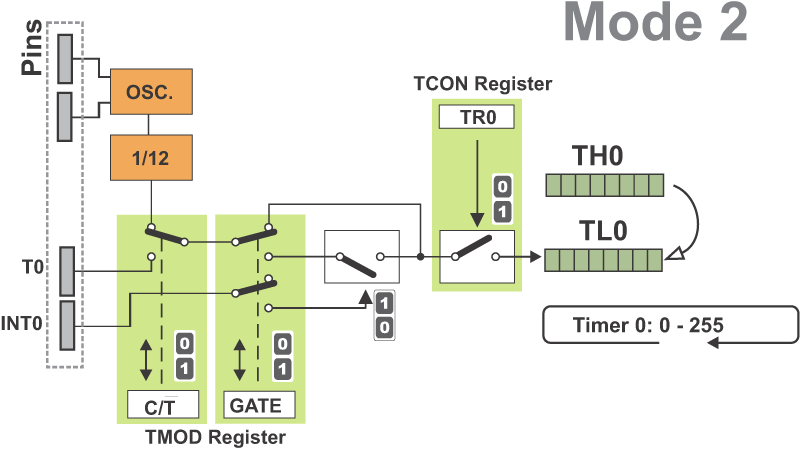 Mode 2
Pins
OSC.
1/12
T0
INT0
0
1
C/T̅
0
1
GATE
TMOD Register
1
0
TCON Register
TR0
0
1
TH0
TL0
Timer 0: 0 - 255